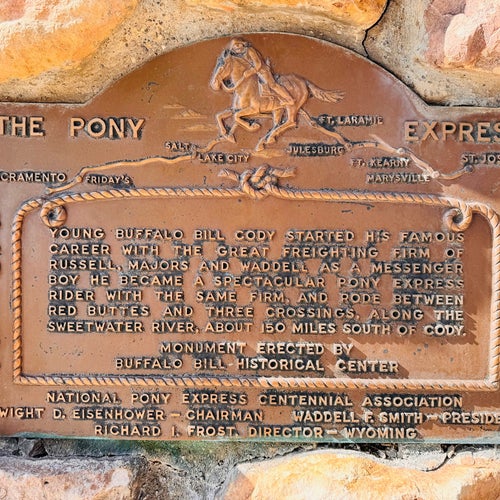 THE PONY EXPRES
FT. LARAMIE
SALT LAKE CITY
JULESBURG
FT. KEARNY
ST. JOS
MARYSVILLE
CRAMENTO
FRIDAY'S
YOUNG BUFFALO BILL CODY STARTED HIS FAMOUS
CAREER WITH THE GREAT FREIGHTING FIRM OF
RUSSELL, MAJORS AND WADDELL AS A MESSENGER
BOY HE BECAME A SPECTACULAR PONY EXPRESS
RIDER WITH THE SAME FIRM, AND RODE BETWEEN
RED BUTTES AND THREE CROSSINGS, ALONG THE
SWEETWATER RIVER, ABOUT 150 MILES SOUTH OF CODY.
MONUMENT ERECTED BY
BUFFALO BILL HISTORICAL CENTER
NATIONAL PONY EXPRESS CENTENNIAL ASSOCIATION
WIGHT D. EISENHOWER - CHAIRMAN WADDELL F. SMITH - PRESIDE
RICHARD I. FROST, DIRECTOR - WYOMING